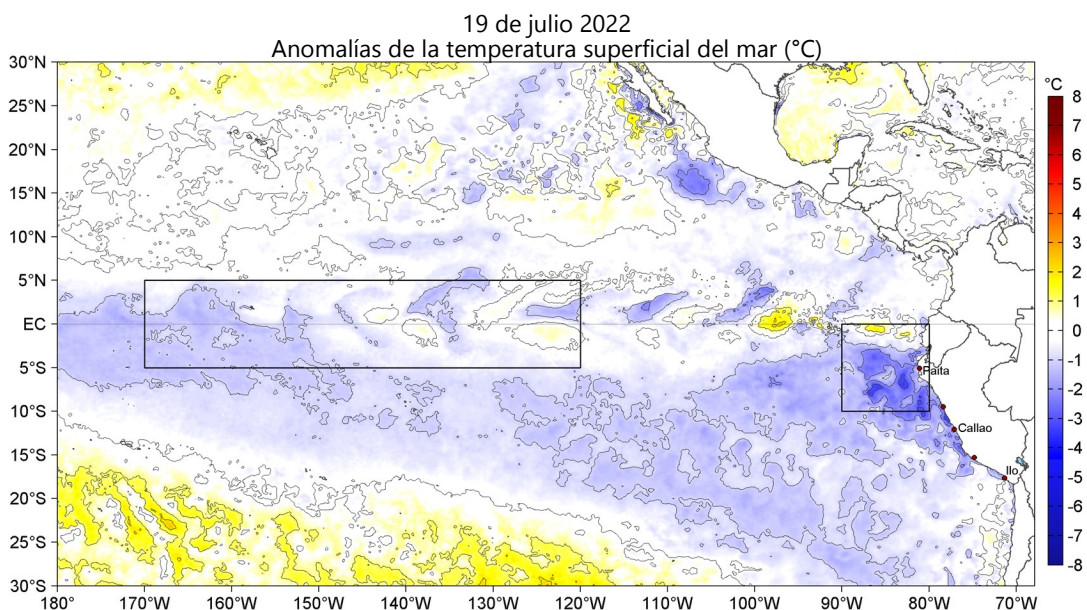 19 de julio 2022
Anomalías de la temperatura superficial del mar (°C)
30°N
25°N
20°N
15°N
10°N
5°N
EC
5°S
10°S
15°S
20°S
25°S
30°S
180 170°W 160°W 150°W 140°W 130°W 120°W 110°W 100°W 90°W 80°W 70°W
Paita
Callao
Ilo
°C
8
7
6
5
4
3
2
1
0
-1
-2
-3
-4
-5
-6
-7
-8